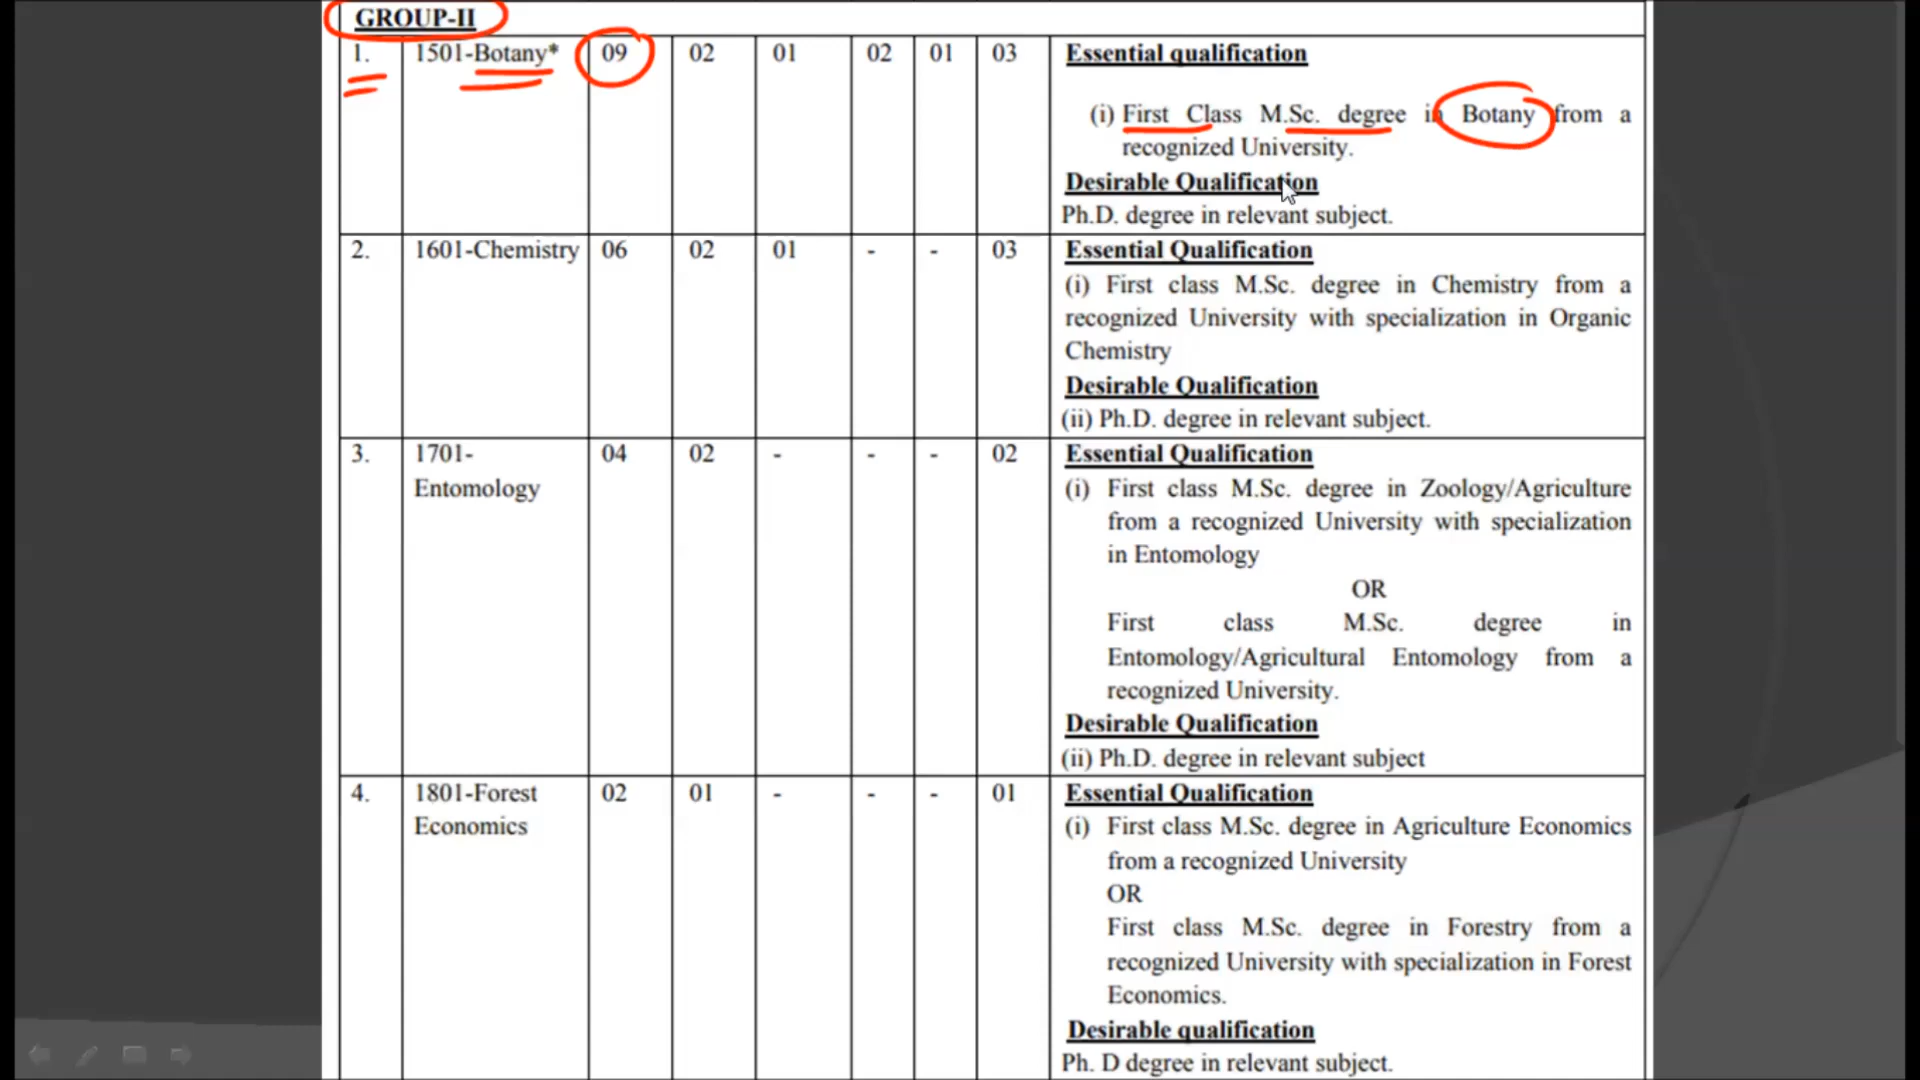 GROUP-II
1. 1501-Botany* 09 02 01 02 01 03 Essential qualification
(i) First Class M.Sc. degree in Botany from a
recognized University.
Desirable Qualification
Ph.D. degree in relevant subject.
2. 1601-Chemistry 06 02 01 - - 03 Essential Qualification
(i) First class M.Sc. degree in Chemistry from a
recognized University with specialization in Organic
Chemistry
Desirable Qualification
(ii) Ph.D. degree in relevant subject.
3. 1701- 04 02 - - - 02 Essential Qualification
Entomology (i) First class M.Sc. degree in Zoology/Agriculture
from a recognized University with specialization
in Entomology
OR
First class M.Sc. degree in
Entomology/Agricultural Entomology from a
recognized University.
Desirable Qualification
(ii) Ph.D. degree in relevant subject
4. 1801-Forest 02 01 - - - 01 Essential Qualification
Economics (i) First class M.Sc. degree in Agriculture Economics
from a recognized University
OR
First class M.Sc. degree in Forestry from a
recognized University with specialization in Forest
Economics.
Desirable qualification
Ph. D degree in relevant subject.